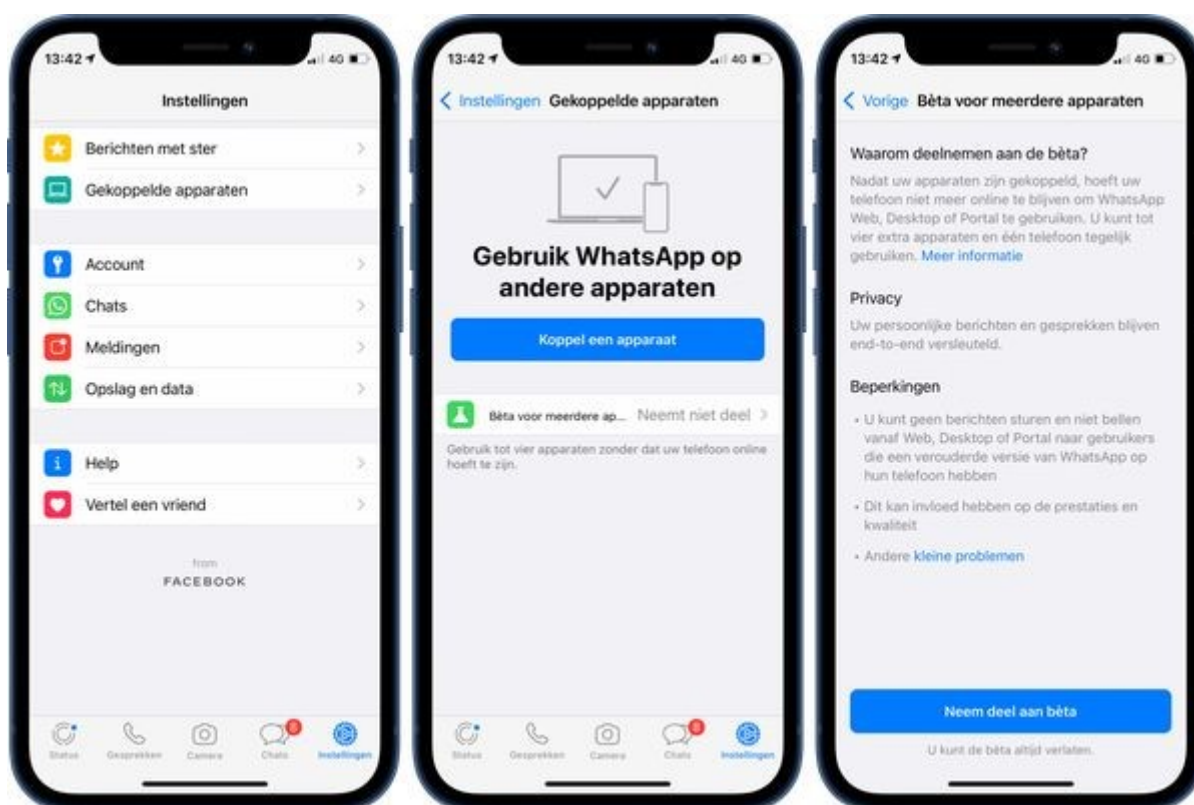 13:42
4G
Instellingen
Berichten met ster
Gekoppelde apparaten
Account
Chats
Meldingen
Opslag en data
Help
Vertel een vriend
from
FACEBOOK
Status
Gesprekken
Camera
Chats
8
Instellingen
13:42
4G
Instellingen Gekoppelde apparaten
Gebruik WhatsApp op
andere apparaten
Koppel een apparaat
Bèta voor meerdere ap... Neemt niet deel
Gebruik tot vier apparaten zonder dat uw telefoon online
hoeft te zijn.
Status
Gesprekken
Camera
Chats
8
Instellingen
13:42
4G
Vorige Bèta voor meerdere apparaten
Waarom deelnemen aan de bèta?
Nadat uw apparaten zijn gekoppeld, hoeft uw
telefoon niet meer online te blijven om WhatsApp
Web, Desktop of Portal te gebruiken. U kunt tot
vier extra apparaten en één telefoon tegelijk
gebruiken. Meer informatie
Privacy
Uw persoonlijke berichten en gesprekken blijven
end-to-end versleuteld.
Beperkingen
• U kunt geen berichten sturen en niet bellen
vanaf Web, Desktop of Portal naar gebruikers
die een verouderde versie van WhatsApp op
hun telefoon hebben
• Dit kan invloed hebben op de prestaties en
kwaliteit
• Andere kleine problemen
Neem deel aan bèta
U kunt de bèta altijd verlaten.